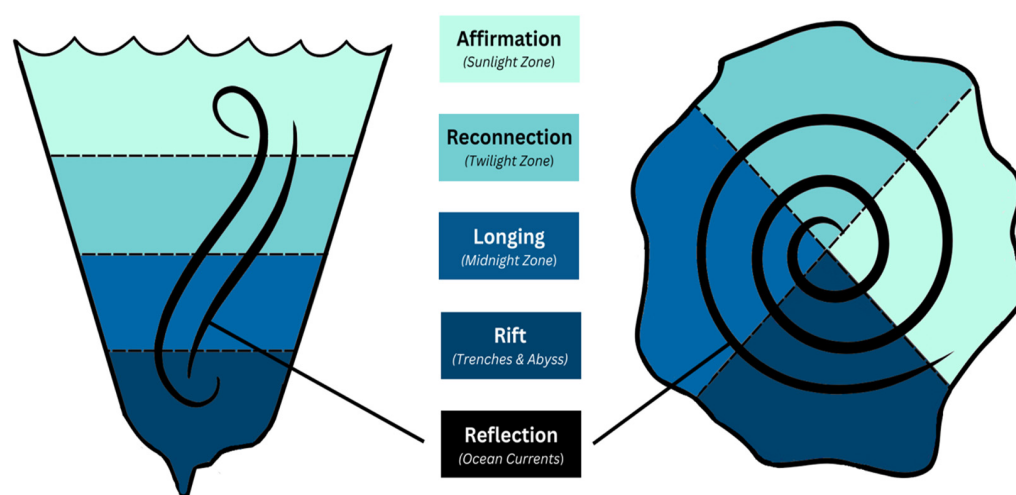 Affirmation
(Sunlight Zone)
Reconnection
(Twilight Zone)
Longing
(Midnight Zone)
Rift
(Trenches & Abyss)
Reflection
(Ocean Currents)